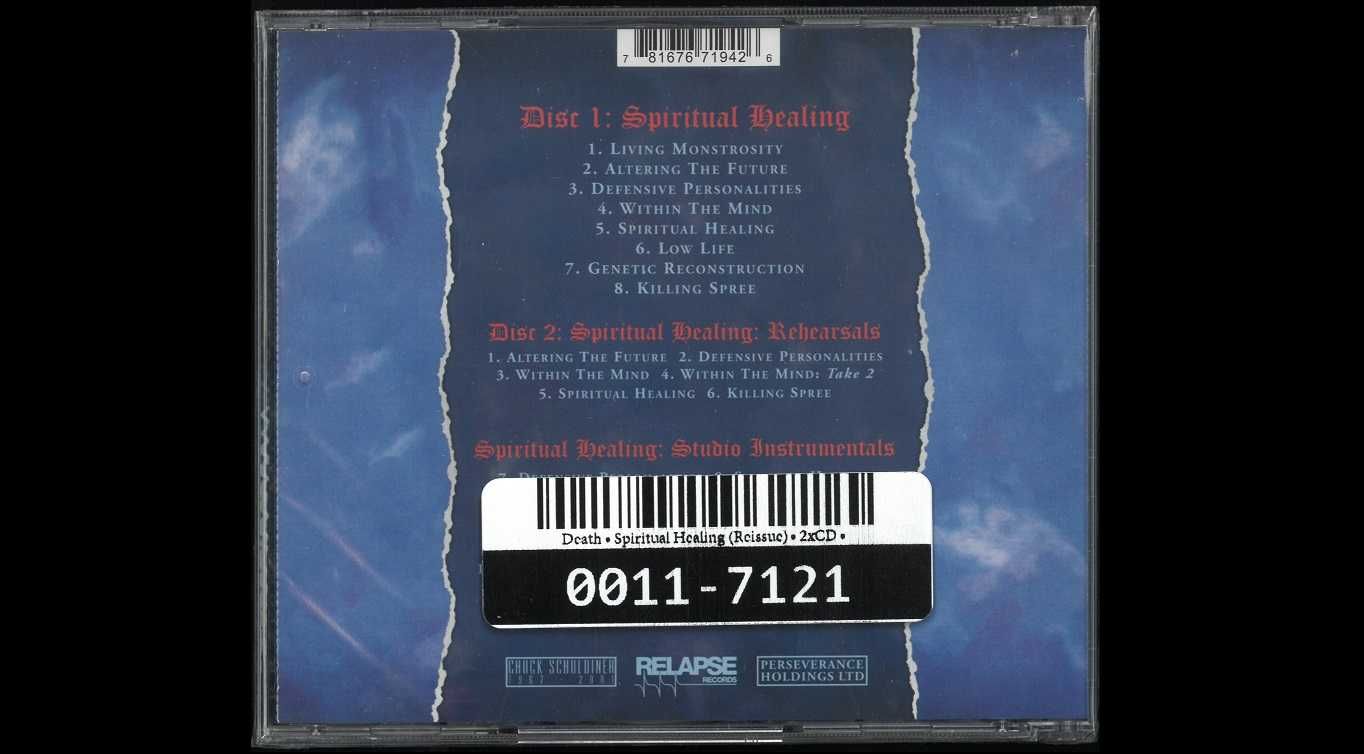 7 81676 71942 6
Disc 1: Spiritual Healing
1. Living Monstrosity
2. Altering The Future
3. Defensive Personalities
4. Within The Mind
5. Spiritual Healing
6. Low Life
7. Genetic Reconstruction
8. Killing Spree
Disc 2: Spiritual Healing: Rehearsals
1. Altering The Future 2. Defensive Personalities
3. Within The Mind 4. Within The Mind: Take 2
5. Spiritual Healing 6. Killing Spree
Spiritual Healing: Studio Instrumentals
Death • Spiritual Healing (Reissue) • 2xCD •
0011-7121
CHUCK SCHULDINER
1967 - 2001
RELAPSE
RECORDS
PERSEVERANCE
HOLDINGS LTD